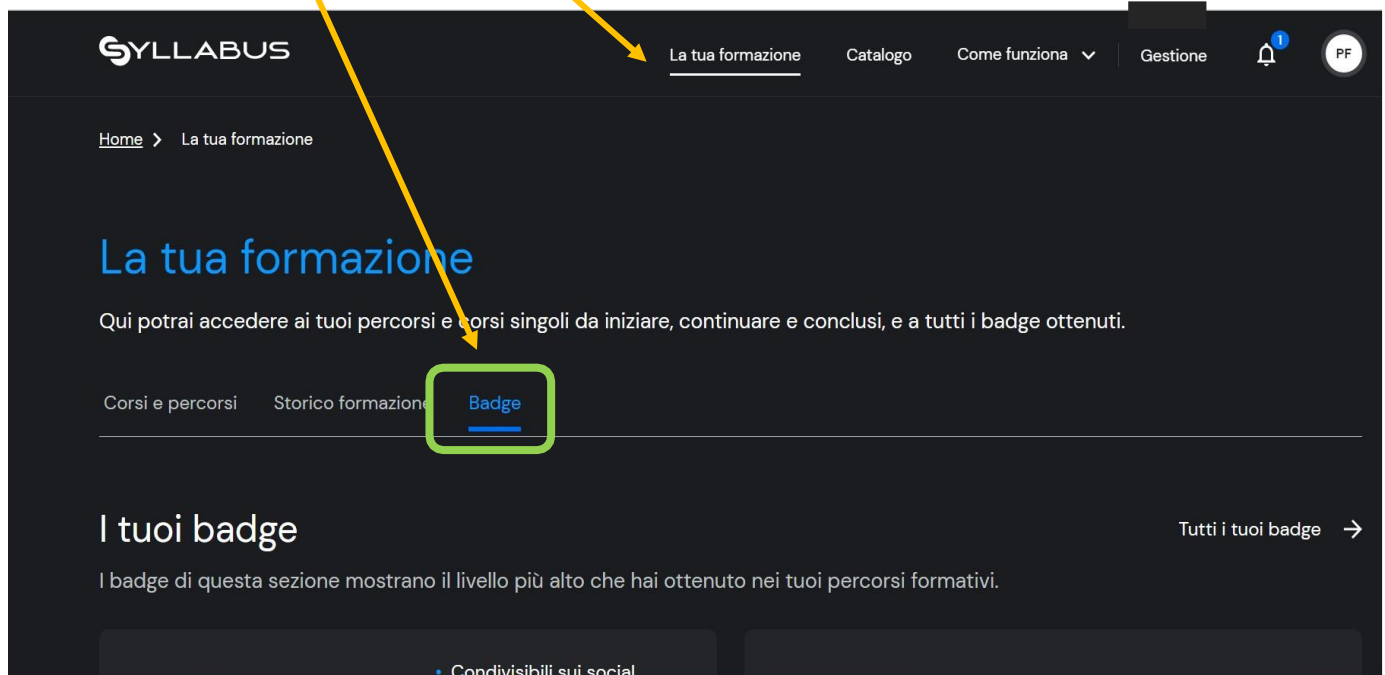 SYLLABUS
La tua formazione Catalogo Come funziona Gestione 1 PF
Home > La tua formazione
La tua formazione
Qui potrai accedere ai tuoi percorsi e corsi singoli da iniziare, continuare e conclusi, e a tutti i badge ottenuti.
Corsi e percorsi Storico formazione Badge
I tuoi badge
Tutti i tuoi badge →
I badge di questa sezione mostrano il livello più alto che hai ottenuto nei tuoi percorsi formativi.
• Condivisibili sui social